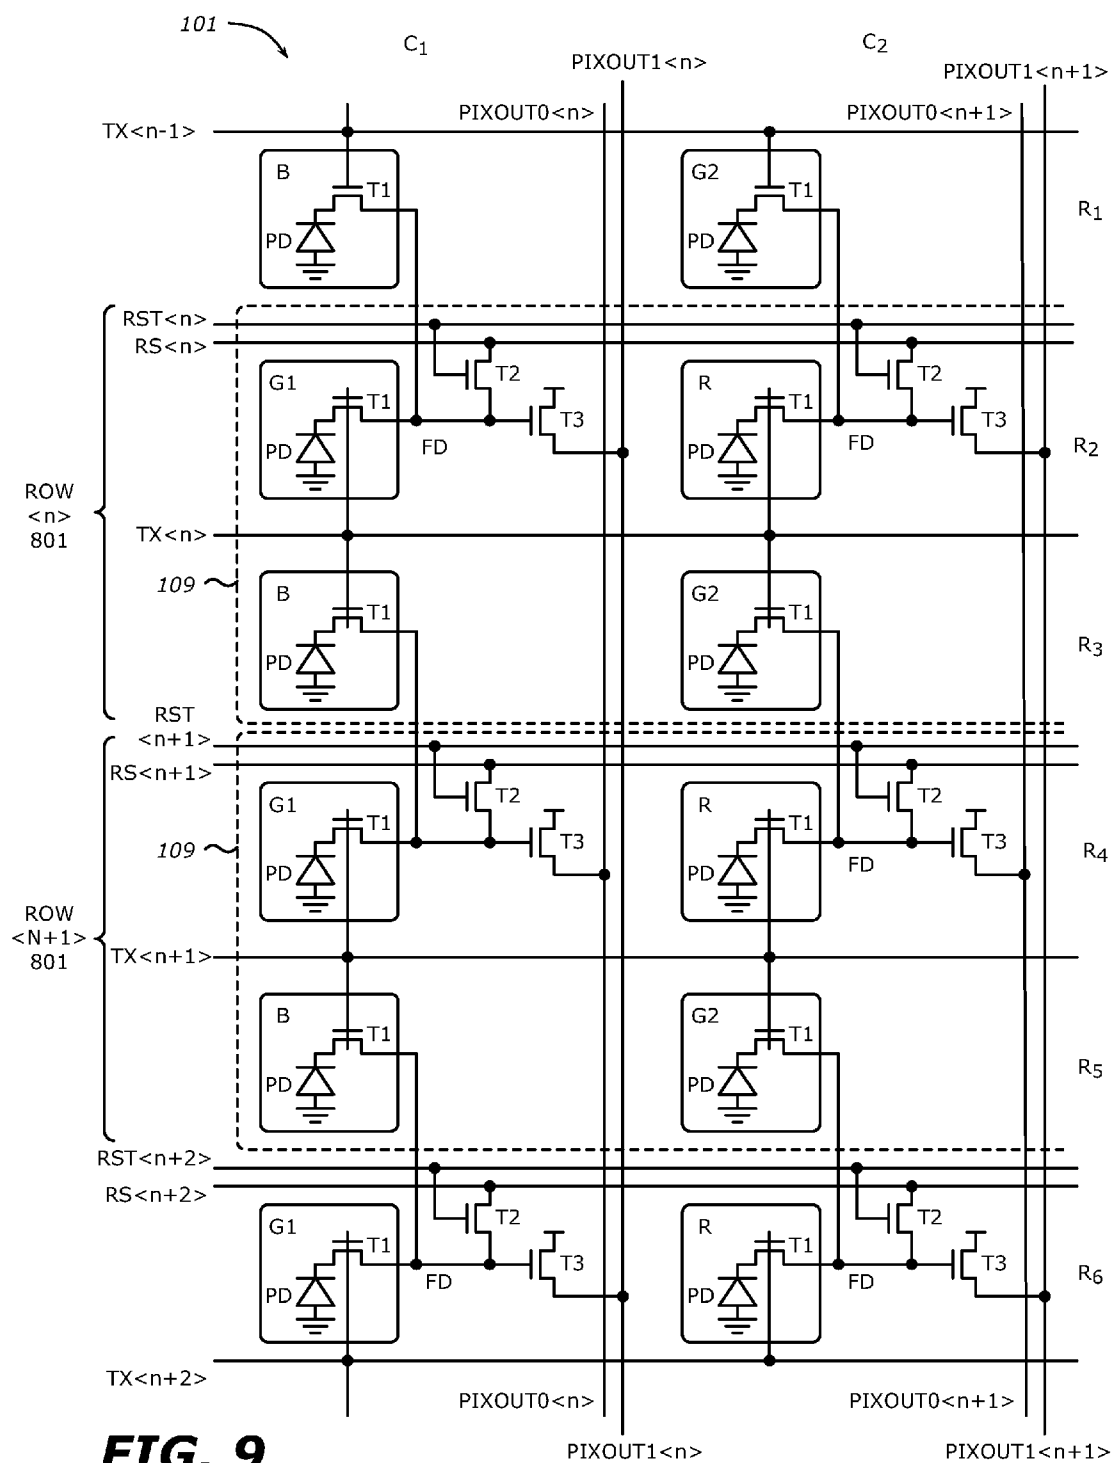 101
C1
C2
PIXOUT1<n>
PIXOUT1<n+1>
PIXOUT0<n>
PIXOUT0<n+1>
TX<n-1>
B
T1
PD
G2
T1
PD
R1
RST<n>
RS<n>
G1
T1
PD
FD
T2
T3
R
T1
PD
FD
T2
T3
R2
ROW
<n>
801
TX<n>
109
B
T1
PD
G2
T1
PD
R3
RST
<n+1>
RS<n+1>
G1
T1
PD
T2
T3
R
T1
PD
FD
T2
T3
R4
109
ROW
<N+1>
801
TX<n+1>
B
T1
PD
G2
T1
PD
R5
RST<n+2>
RS<n+2>
G1
T1
PD
FD
T2
T3
R
T1
PD
FD
T2
T3
R6
TX<n+2>
PIXOUT0<n>
PIXOUT0<n+1>
FIG. 9
PIXOUT1<n>
PIXOUT1<n+1>